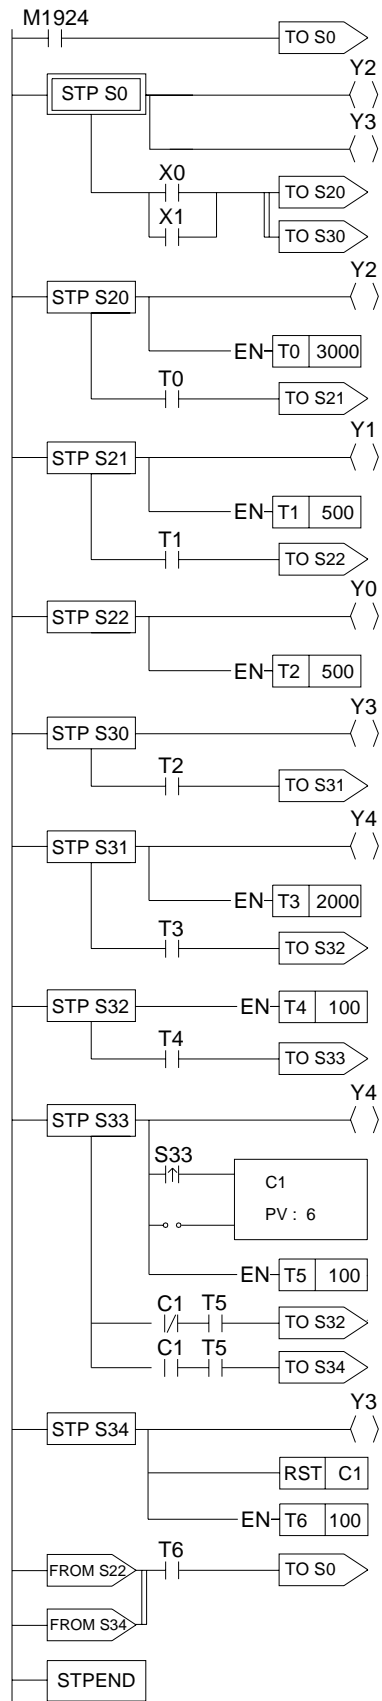 M1924
TO S0
STP S0
Y2
Y3
X0
TO S20
X1
TO S30
STP S20
Y2
EN T0 3000
T0
TO S21
STP S21
Y1
EN T1 500
T1
TO S22
STP S22
Y0
EN T2 500
STP S30
Y3
T2
TO S31
STP S31
Y4
EN T3 2000
T3
TO S32
STP S32
EN T4 100
T4
TO S33
STP S33
Y4
S33
C1
PV : 6
EN T5 100
C1 T5
TO S32
C1 T5
TO S34
STP S34
Y3
RST C1
EN T6 100
FROM S22
T6
TO S0
FROM S34
STPEND